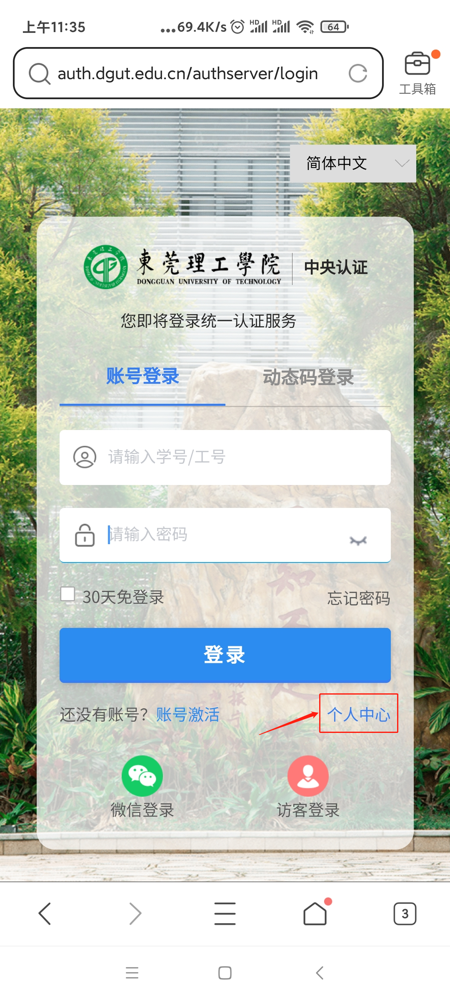 上午11:35
...69.4K/s HD HD 64
auth.dgut.edu.cn/authserver/login
工具箱
简体中文
東莞理工學院
DONGGUAN UNIVERSITY OF TECHNOLOGY
中央认证
您即将登录统一认证服务
账号登录 动态码登录
请输入学号/工号
请输入密码
30天免登录 忘记密码
登录
还没有账号？账号激活 个人中心
微信登录 访客登录
3